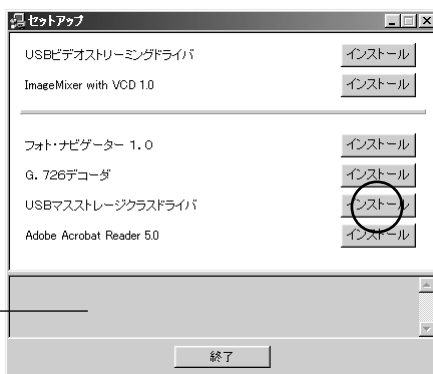 セットアップ
USBビデオストリーミングドライバ インストール
ImageMixer with VCD 1.0 インストール
フォト・ナビゲーター 1.0 インストール
G.726デコーダ インストール
USBマスストレージクラスドライバ インストール
Adobe Acrobat Reader 5.0 インストール
終了